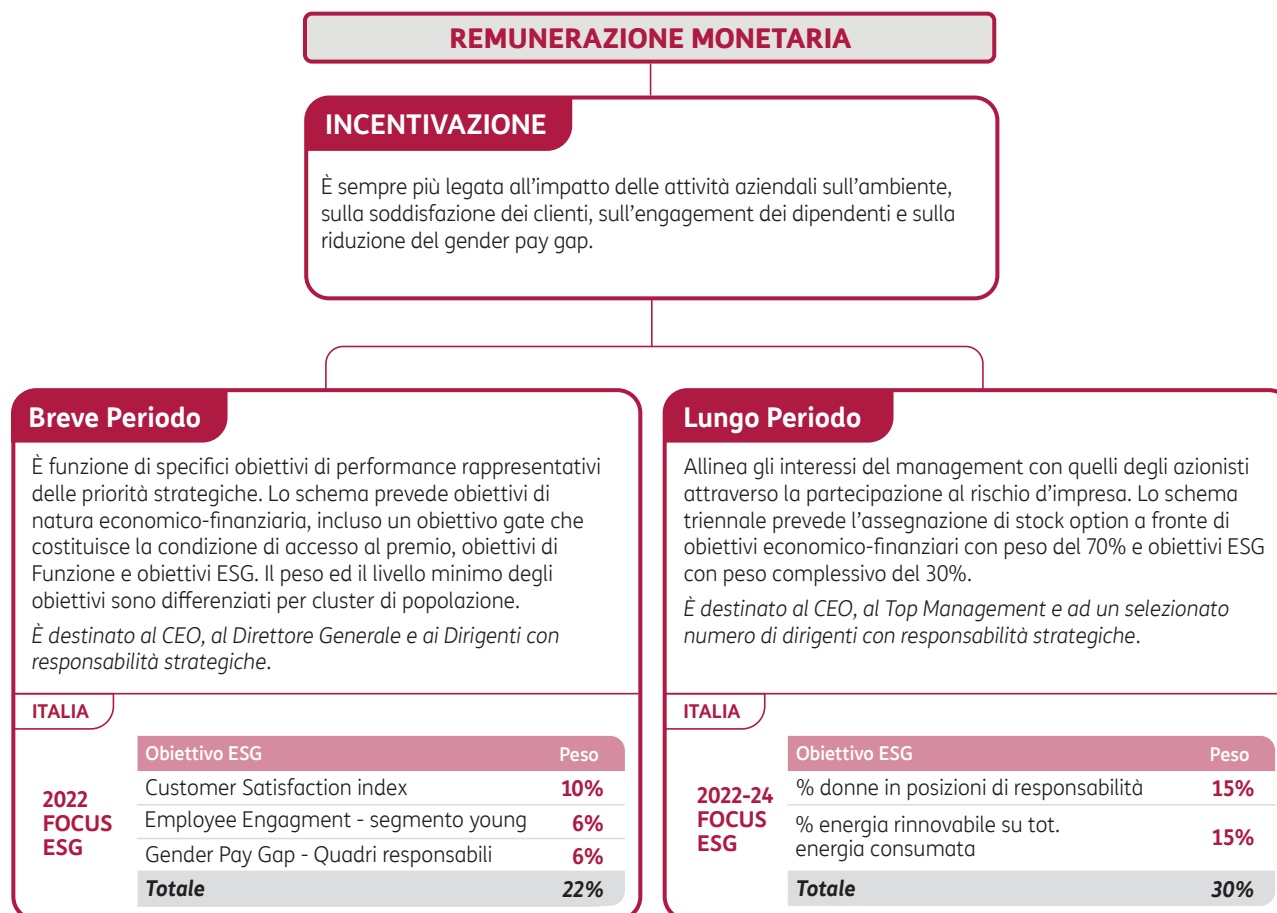 REMUNERAZIONE MONETARIA
INCENTIVAZIONE
È sempre più legata all'impatto delle attività aziendali sull'ambiente,
sulla soddisfazione dei clienti, sull'engagement dei dipendenti e sulla
riduzione del gender pay gap.
Breve Periodo
È funzione di specifici obiettivi di performance rappresentativi
delle priorità strategiche. Lo schema prevede obiettivi di
natura economico-finanziaria, incluso un obiettivo gate che
costituisce la condizione di accesso al premio, obiettivi di
Funzione e obiettivi ESG. Il peso ed il livello minimo degli
obiettivi sono differenziati per cluster di popolazione.
È destinato al CEO, al Direttore Generale e ai Dirigenti con
responsabilità strategiche.
ITALIA
2022
FOCUS
ESG
Obiettivo ESG Peso
Customer Satisfaction index 10%
Employee Engagment - segmento young 6%
Gender Pay Gap - Quadri responsabili 6%
Totale 22%
Lungo Periodo
Allinea gli interessi del management con quelli degli azionisti
attraverso la partecipazione al rischio d'impresa. Lo schema
triennale prevede l'assegnazione di stock option a fronte di
obiettivi economico-finanziari con peso del 70% e obiettivi ESG
con peso complessivo del 30%.
È destinato al CEO, al Top Management e ad un selezionato
numero di dirigenti con responsabilità strategiche.
ITALIA
2022-24
FOCUS
ESG
Obiettivo ESG Peso
% donne in posizioni di responsabilità 15%
% energia rinnovabile su tot.
energia consumata 15%
Totale 30%